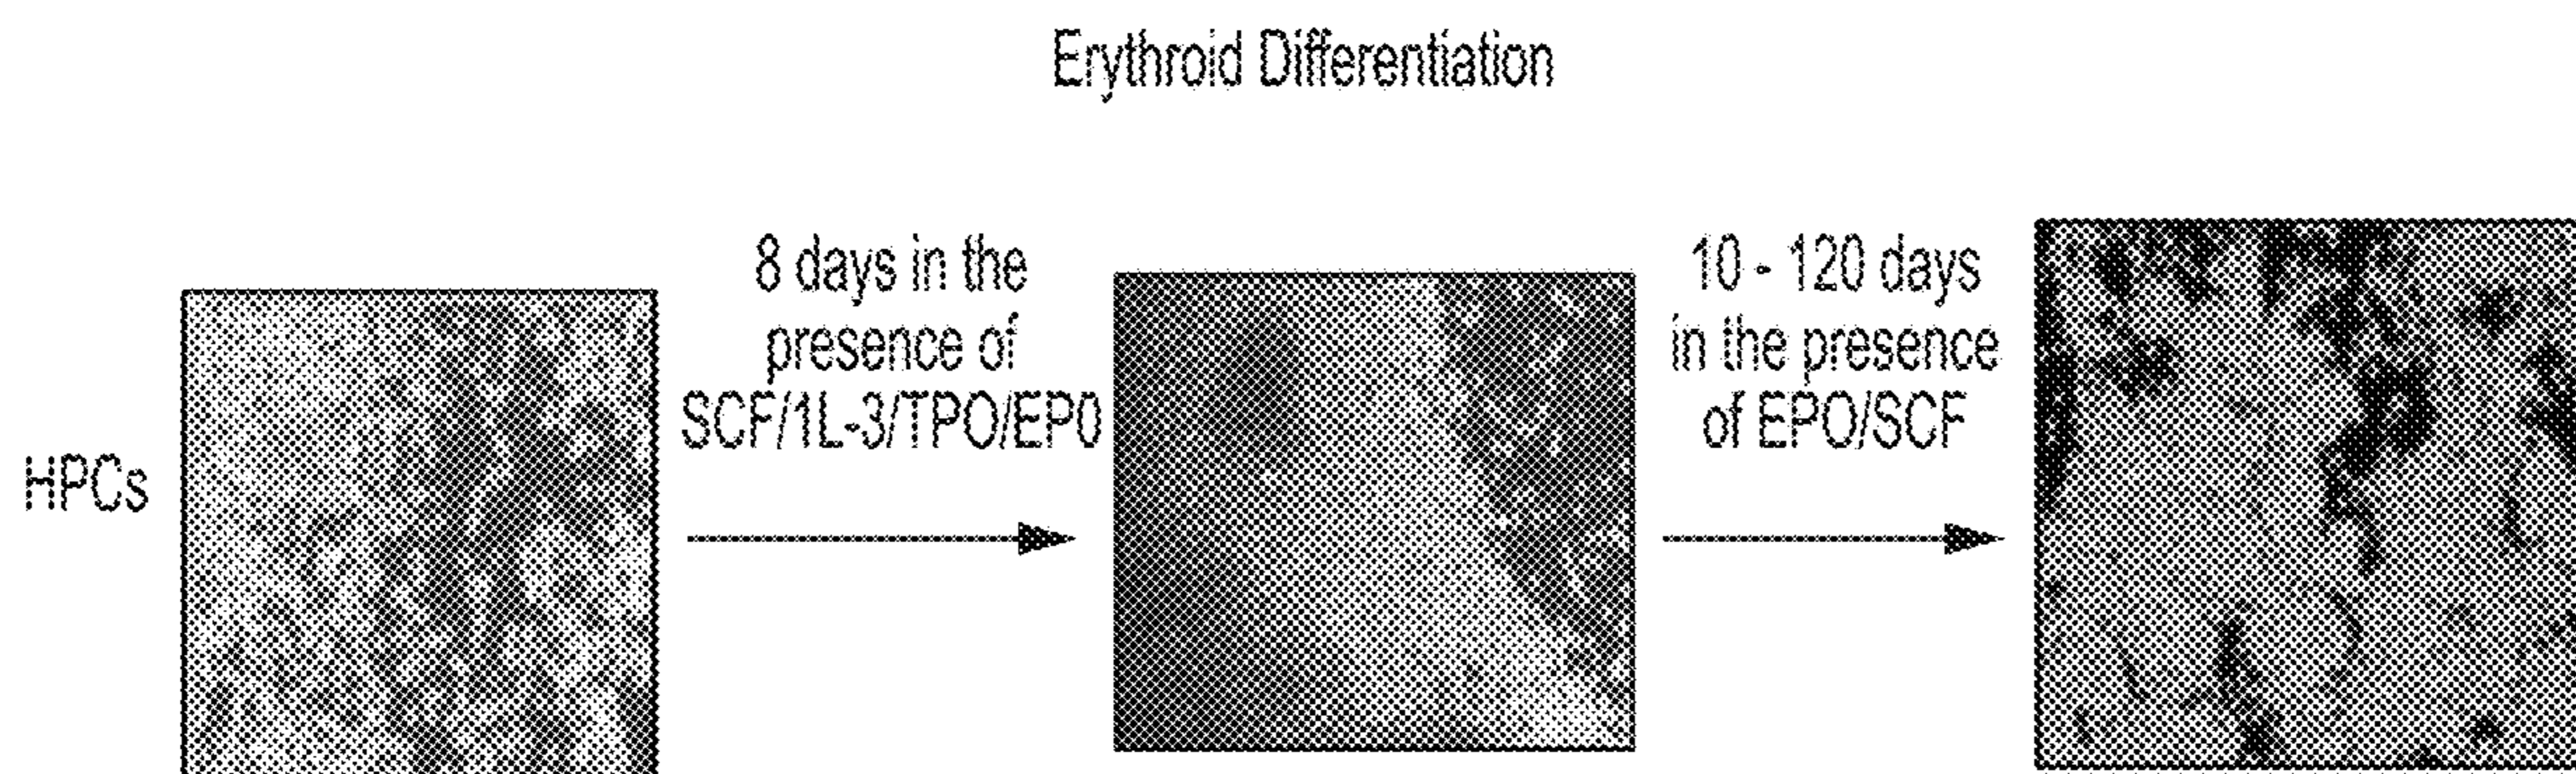 Erythroid Differentiation
HPCs
8 days in the
presence of
SCF/1L-3/TPO/EP0
10 - 120 days
in the presence
of EPO/SCF